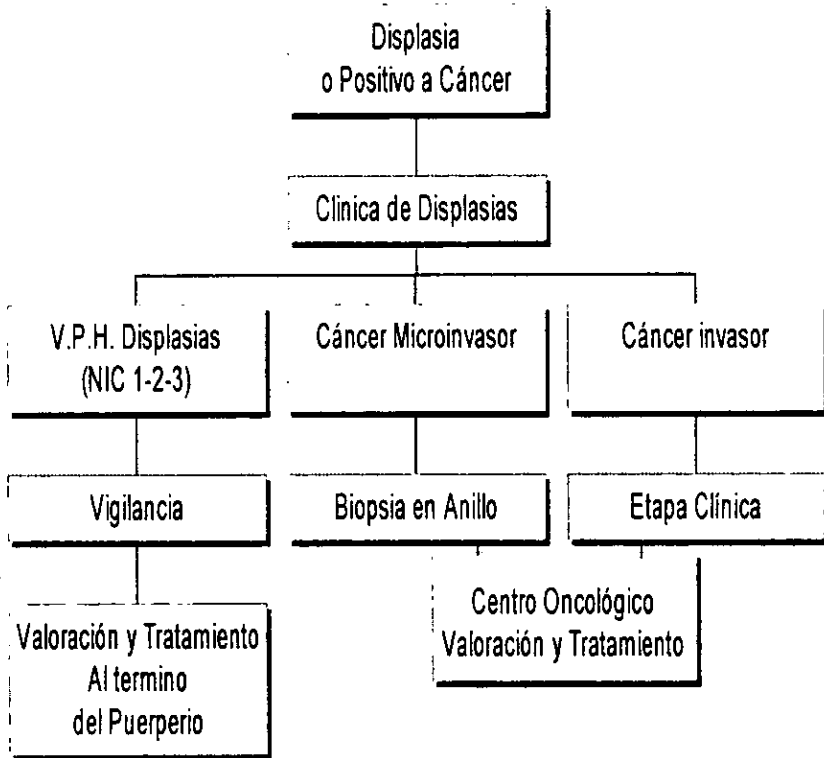 Displasia
o Positivo a Cáncer
Clinica de Displasias
V.P.H. Displasias
(NIC 1-2-3)
Cáncer Microinvasor
Cáncer invasor
Vigilancia
Biopsia en Anillo
Etapa Clínica
Valoración y Tratamiento
Al termino
del Puerperio
Centro Oncológico
Valoración y Tratamiento